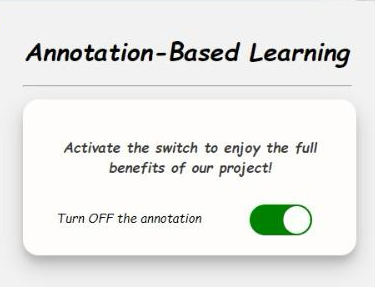 Annotation-Based Learning
Activate the switch to enjoy the full
benefits of our project!
Turn OFF the annotation